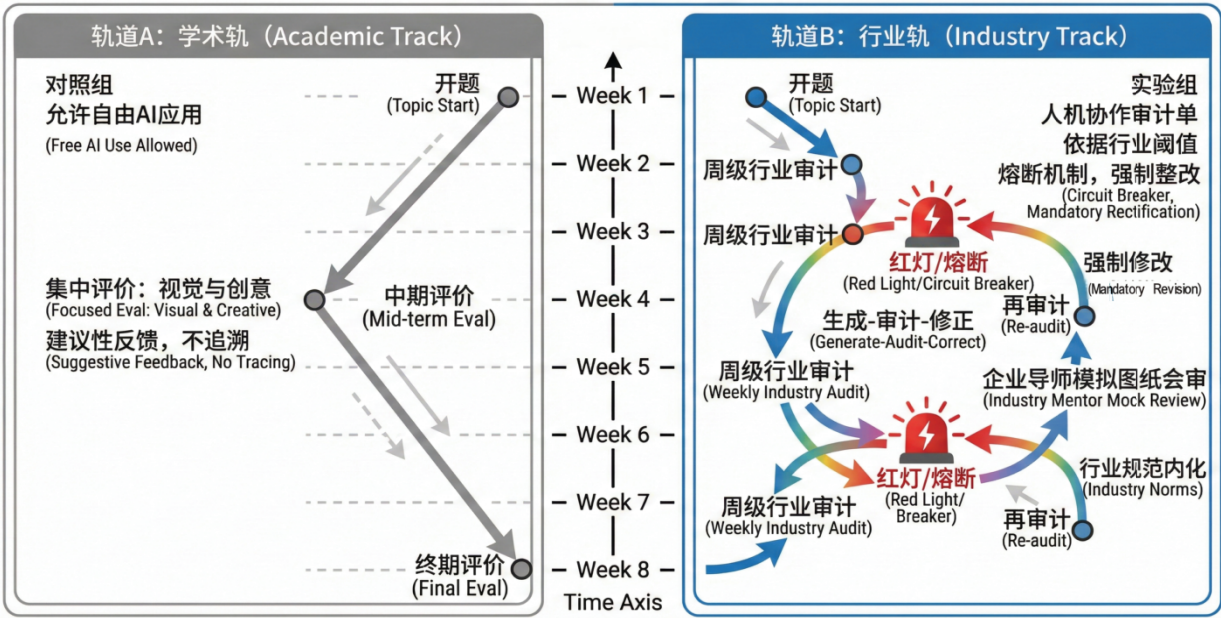 轨道A：学术轨（Academic Track）
对照组
允许自由AI应用
(Free AI Use Allowed)
开题
(Topic Start)
集中评价：视觉与创意
(Focused Eval: Visual & Creative)
建议性反馈，不追溯
(Suggestive Feedback, No Tracing)
中期评价
(Mid-term Eval)
终期评价
(Final Eval)
Week 1
Week 2
Week 3
Week 4
Week 5
Week 6
Week 7
Week 8
Time Axis
轨道B：行业轨（Industry Track）
开题
(Topic Start)
实验组
人机协作审计单
依据行业阈值
熔断机制，强制整改
(Circuit Breaker,
Mandatory Rectification)
周级行业审计
周级行业审计
红灯/熔断
(Red Light/Circuit Breaker)
强制修改
(Mandatory Revision)
再审计
(Re-audit)
生成-审计-修正
(Generate-Audit-Correct)
周级行业审计
(Weekly Industry Audit)
企业导师模拟图纸会审
(Industry Mentor Mock Review)
红灯/熔断
(Red Light/
Breaker)
行业规范内化
(Industry Norms)
周级行业审计
(Weekly Industry Audit)
再审计
(Re-audit)